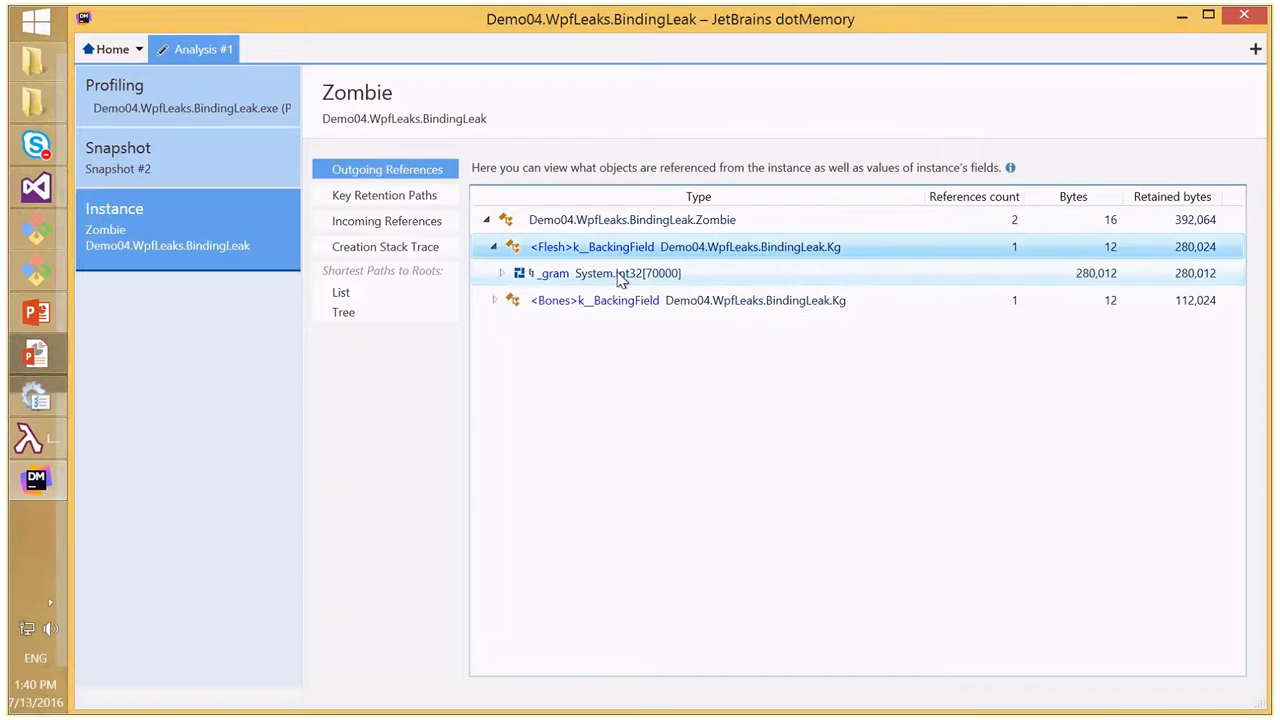 Demo04.WpfLeaks.BindingLeak – JetBrains dotMemory
Home
Analysis #1
Profiling
Demo04.WpfLeaks.BindingLeak.exe (P
Snapshot
Snapshot #2
Instance
Zombie
Demo04.WpfLeaks.BindingLeak
Zombie
Demo04.WpfLeaks.BindingLeak
Outgoing References
Key Retention Paths
Incoming References
Creation Stack Trace
Shortest Paths to Roots:
List
Tree
Here you can view what objects are referenced from the instance as well as values of instance's fields.
Type References count Bytes Retained bytes
Demo04.WpfLeaks.BindingLeak.Zombie 2 16 392,064
<Flesh>k__BackingField Demo04.WpfLeaks.BindingLeak.Kg 1 12 280,024
_gram System.Int32[70000] 280,012 280,012
<Bones>k__BackingField Demo04.WpfLeaks.BindingLeak.Kg 1 12 112,024
DM
ENG
1:40 PM
7/13/2016